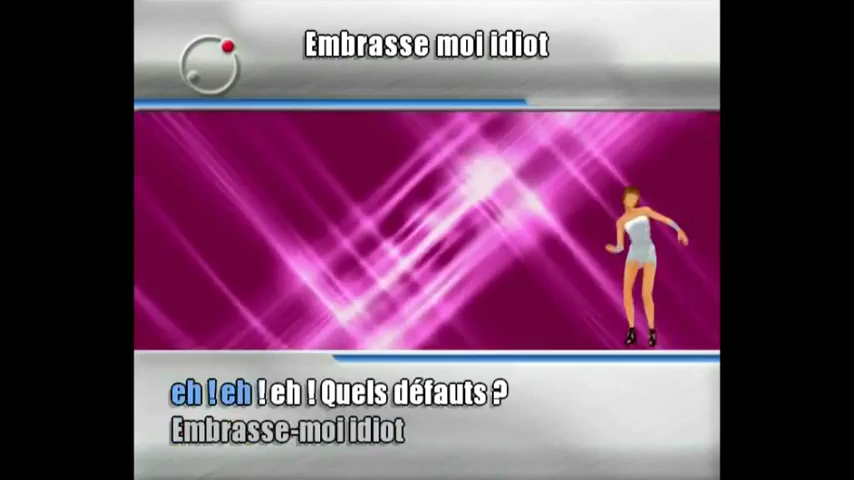 Embrasse moi idiot
eh ! eh ! eh ! Quels défauts ?
Embrasse-moi idiot